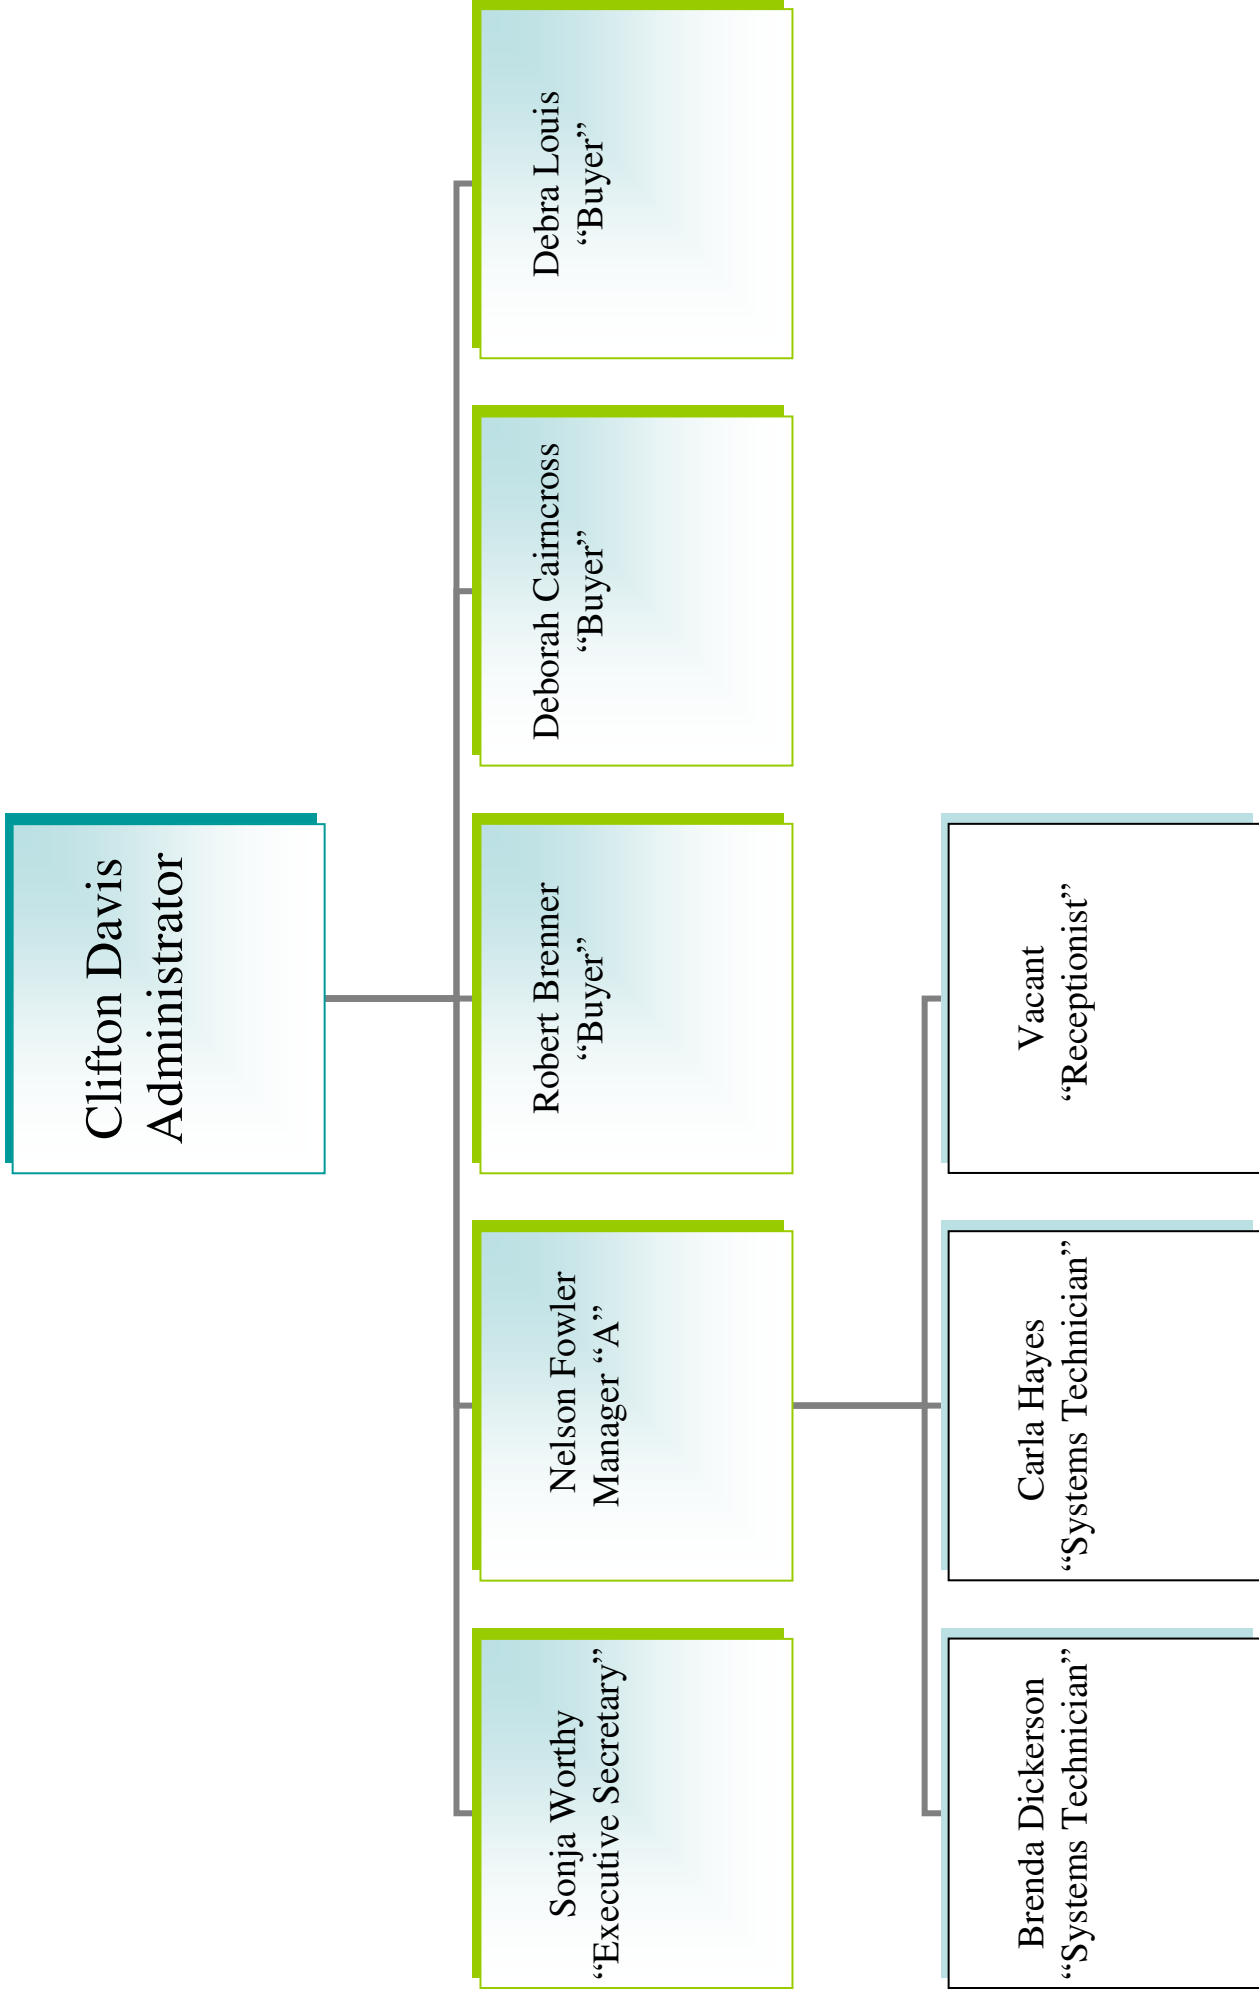 Clifton Davis
Administrator
Sonja Worthy
“Executive Secretary”
Nelson Fowler
Manager “A”
Robert Brenner
“Buyer”
Deborah Cairncross
“Buyer”
Debra Louis
“Buyer”
Brenda Dickerson
“Systems Technician”
Carla Hayes
“Systems Technician”
Vacant
“Receptionist”